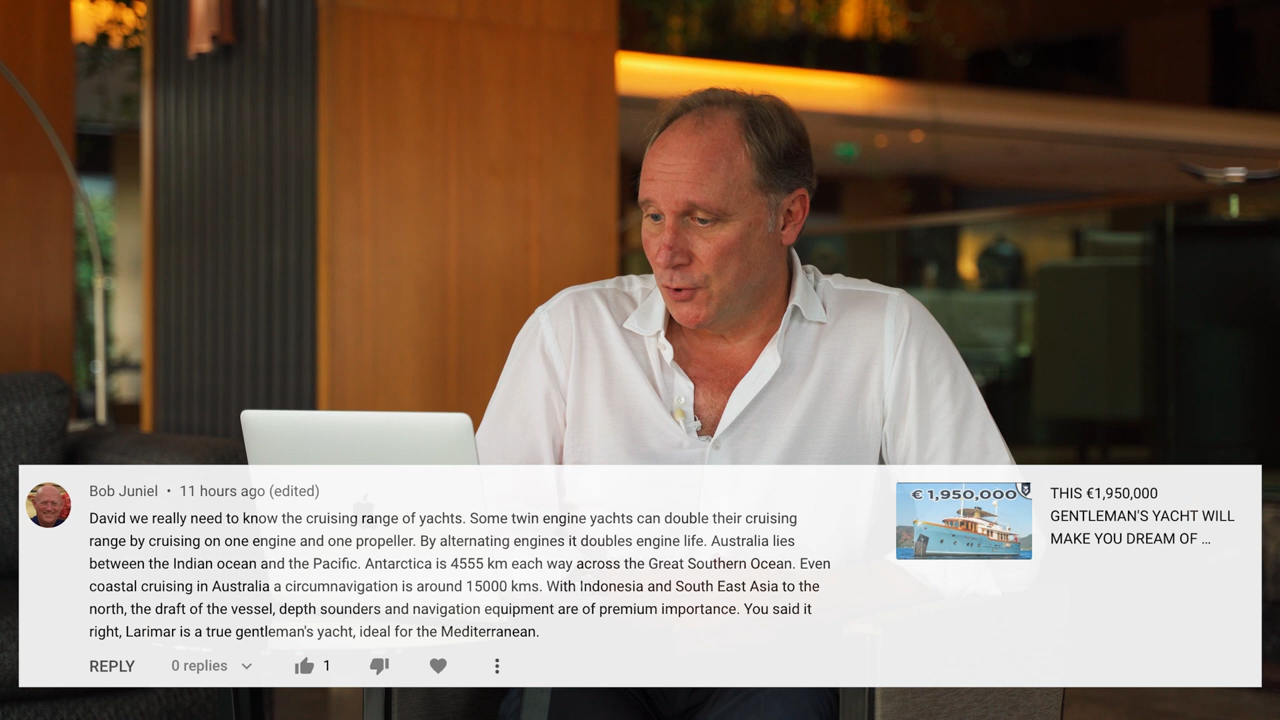 Bob Juniel • 11 hours ago (edited)
David we really need to know the cruising range of yachts. Some twin engine yachts can double their cruising
range by cruising on one engine and one propeller. By alternating engines it doubles engine life. Australia lies
between the Indian ocean and the Pacific. Antarctica is 4555 km each way across the Great Southern Ocean. Even
coastal cruising in Australia a circumnavigation is around 15000 kms. With Indonesia and South East Asia to the
north, the draft of the vessel, depth sounders and navigation equipment are of premium importance. You said it
right, Larimar is a true gentleman's yacht, ideal for the Mediterranean.
REPLY 0 replies 1
€1,950,000
THIS €1,950,000
GENTLEMAN'S YACHT WILL
MAKE YOU DREAM OF ...